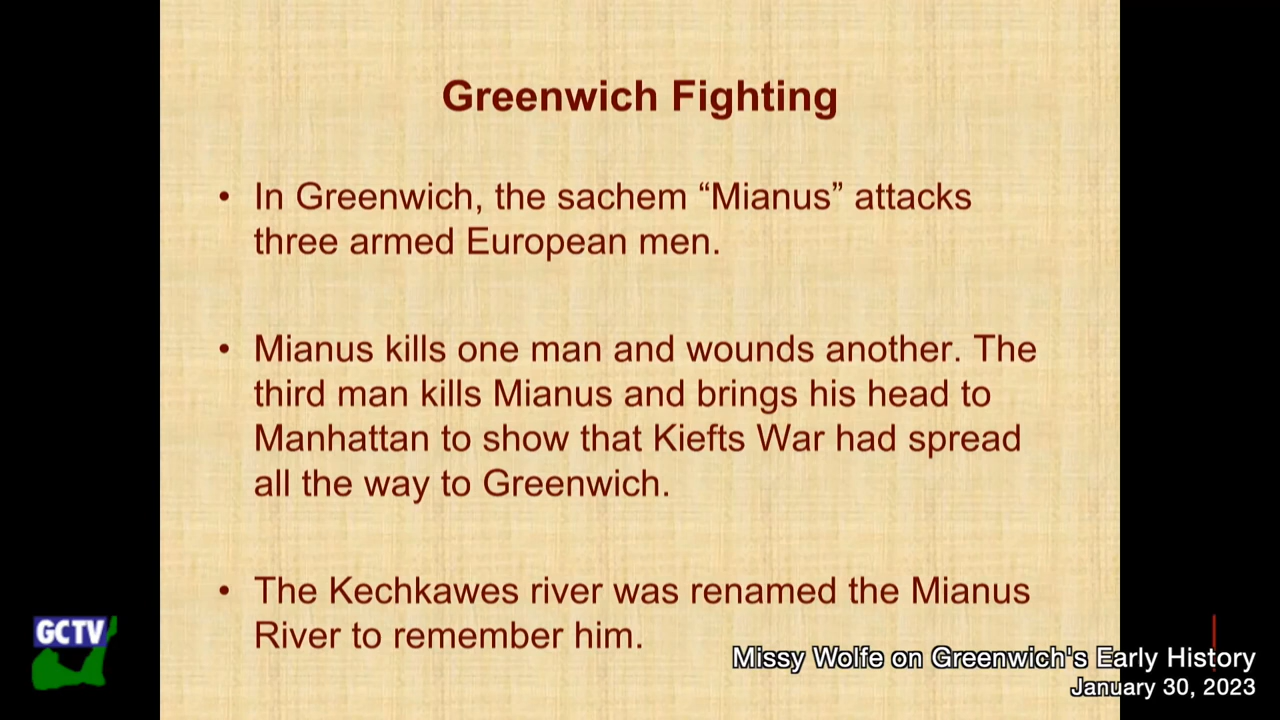 Greenwich Fighting
• In Greenwich, the sachem “Mianus” attacks
three armed European men.
• Mianus kills one man and wounds another. The
third man kills Mianus and brings his head to
Manhattan to show that Kiefts War had spread
all the way to Greenwich.
• The Kechkawes river was renamed the Mianus
River to remember him.
GCTV
Missy Wolfe on Greenwich's Early History
January 30, 2023